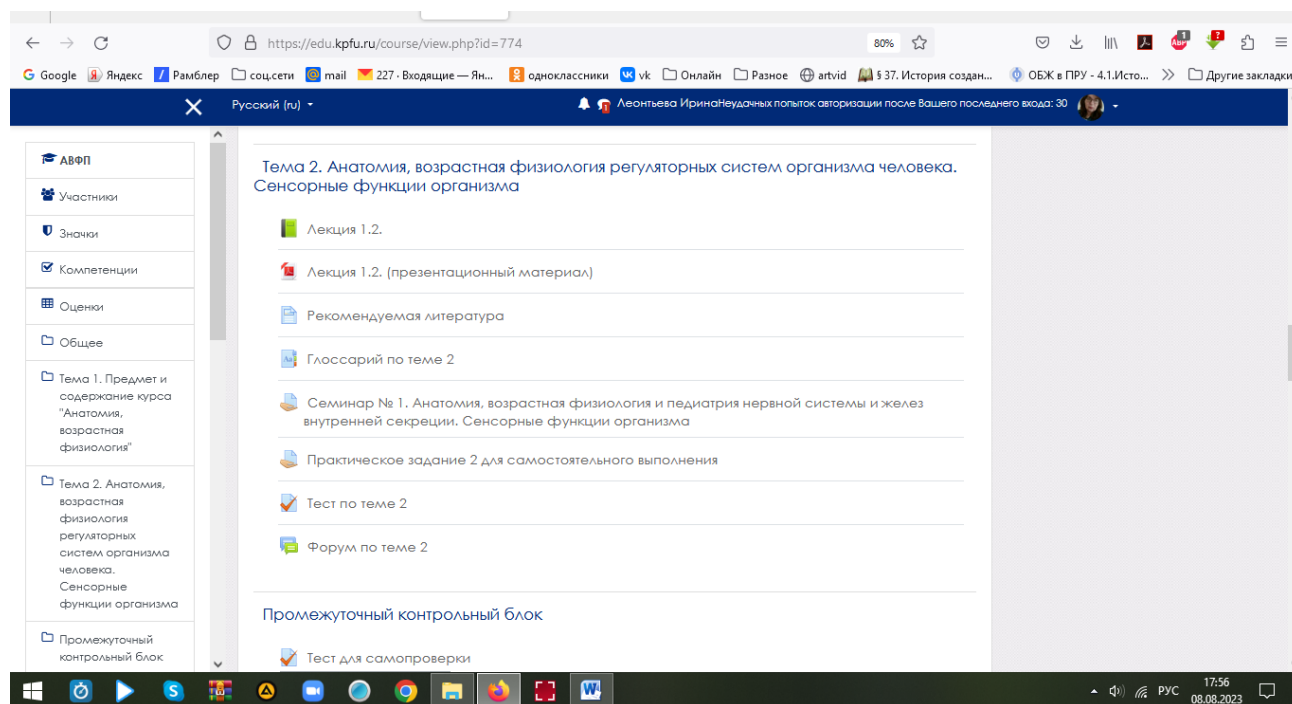 https://edu.kpfu.ru/course/view.php?id=774
80%
Google Яндекс Рамблер соц.сети mail 227 · Входящие — Ян... одноклассники vk Онлайн Разное artvid § 37. История создан... ОБЖ в ПРУ - 4.1.Исто... Другие закладки
Русский (ru)
Леонтьева ИринаНеудачных попыток авторизации после Вашего последнего входа: 30
АВФП
Участники
Значки
Компетенции
Оценки
Общее
Тема 1. Предмет и
содержание курса
"Анатомия,
возрастная
физиология"
Тема 2. Анатомия,
возрастная
физиология
регуляторных
систем организма
человека.
Сенсорные
функции организма
Промежуточный
контрольный блок
Тема 2. Анатомия, возрастная физиология регуляторных систем организма человека.
Сенсорные функции организма
Лекция 1.2.
Лекция 1.2. (презентационный материал)
Рекомендуемая литература
Глоссарий по теме 2
Семинар № 1. Анатомия, возрастная физиология и педиатрия нервной системы и желез
внутренней секреции. Сенсорные функции организма
Практическое задание 2 для самостоятельного выполнения
Тест по теме 2
Форум по теме 2
Промежуточный контрольный блок
Тест для самопроверки
РУС
17:56
08.08.2023